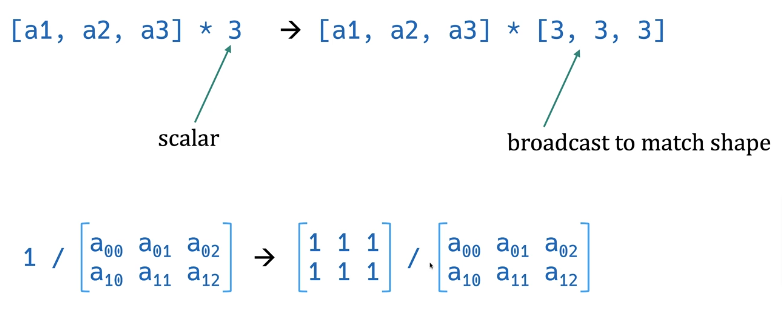 [a1, a2, a3] * 3 → [a1, a2, a3] * [3, 3, 3]
scalar
broadcast to match shape
1 / [a₀₀ a₀₁ a₀₂ → [1 1 1] / [a₀₀ a₀₁ a₀₂
a₁₀ a₁₁ a₁₂] 1 1 1 a₁₀ a₁₁ a₁₂]